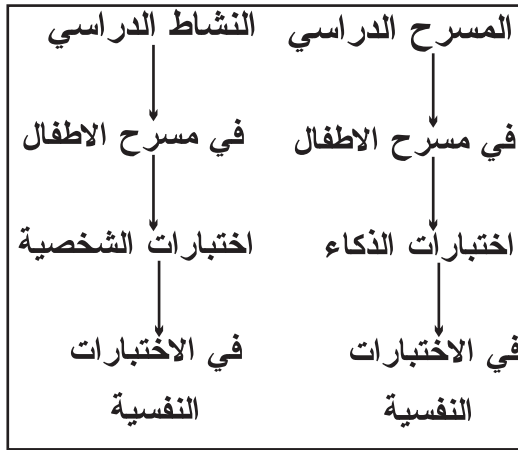 المسرح الدراسي
في مسرح الاطفال
اختبارات الذكاء
في الاختبارات
النفسية
النشاط الدراسي
في مسرح الاطفال
اختبارات الشخصية
في الاختبارات
النفسية